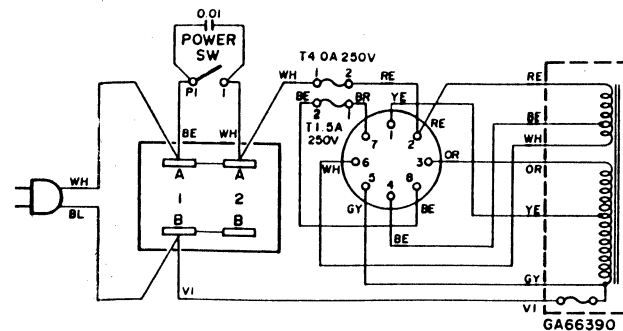 0.01
POWER
SW
P1 1
T4.0A 250V
WH 1 2 RE
BE 2 1 BR
T1.5A
250V
YE
RE
BE WH
A A
1 2
B B
WH
BL
7 1 2
WH 6 3 OR
5 4 8
GY BE
BE
VI
RE
BE
WH
OR
YE
GY
VI
GA66390